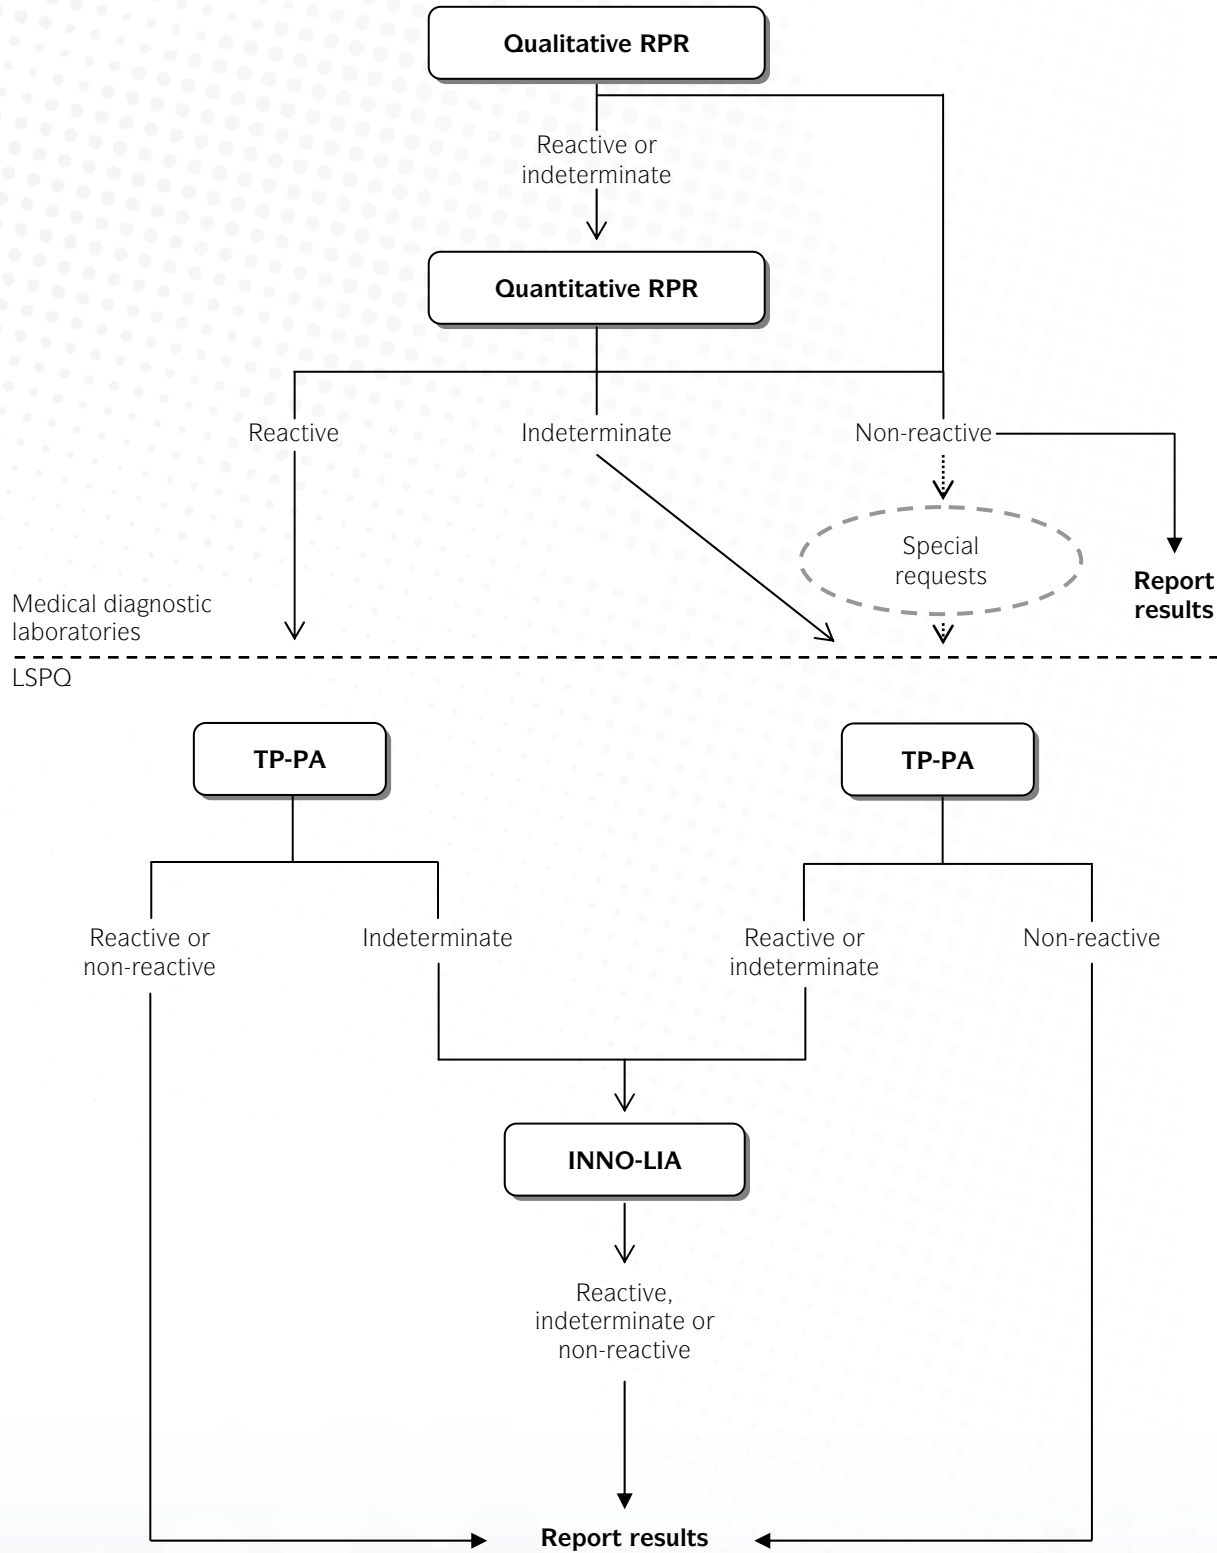 Qualitative RPR
Reactive or
indeterminate
Quantitative RPR
Reactive
Indeterminate
Non-reactive
Special
requests
Report
results
Medical diagnostic
laboratories
LSPQ
TP-PA
TP-PA
Reactive or
non-reactive
Indeterminate
Reactive or
indeterminate
Non-reactive
INNO-LIA
Reactive,
indeterminate or
non-reactive
Report results